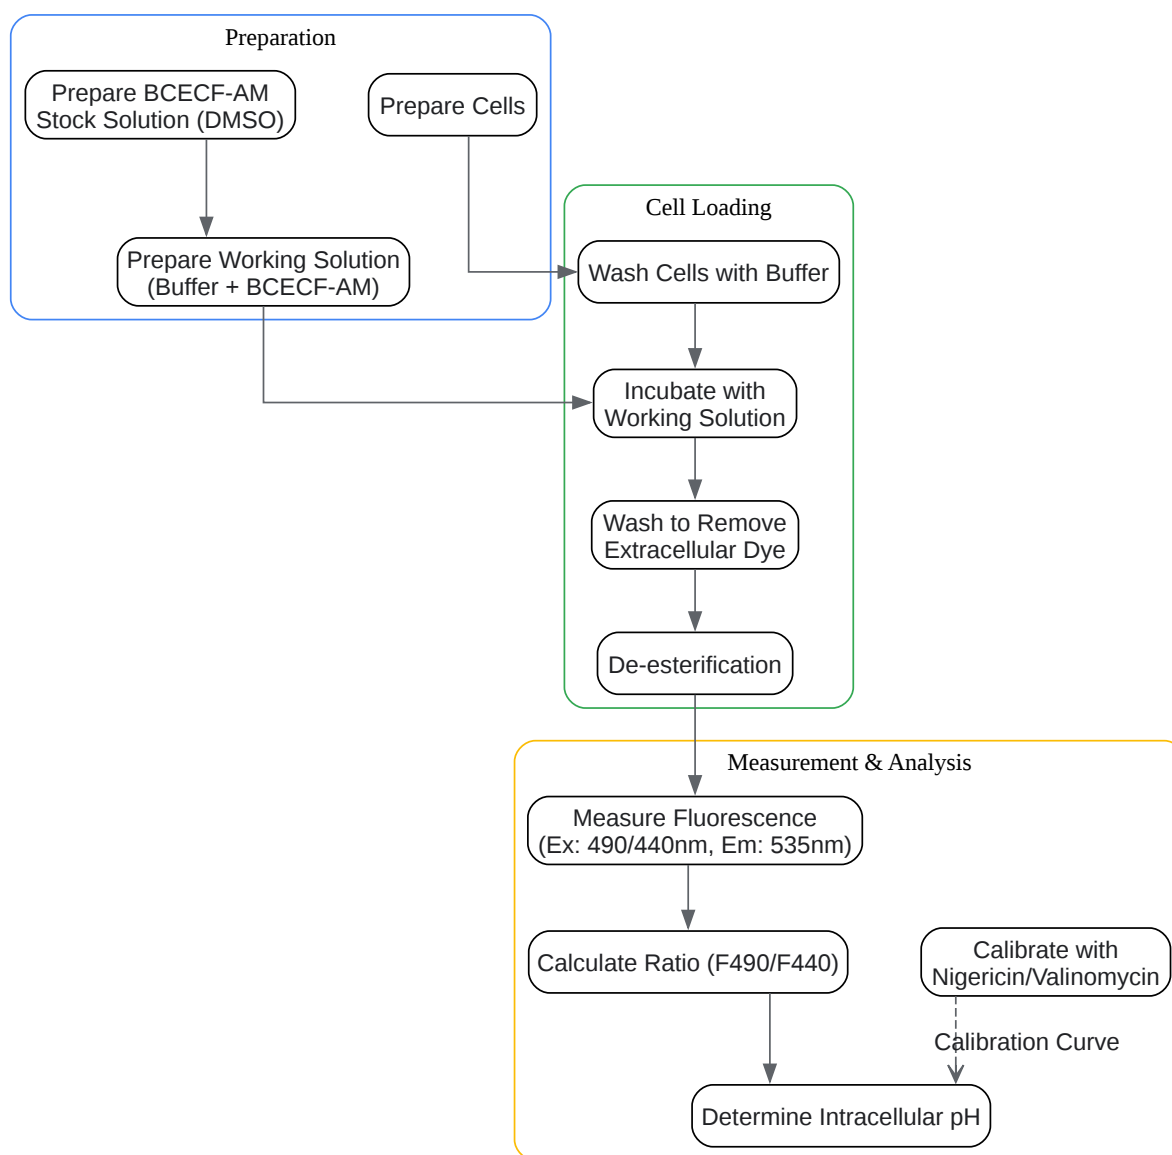 Preparation
Prepare BCECF-AM
Stock Solution (DMSO)
Prepare Cells
Prepare Working Solution
(Buffer + BCECF-AM)
Cell Loading
Wash Cells with Buffer
Incubate with
Working Solution
Wash to Remove
Extracellular Dye
De-esterification
Measurement & Analysis
Measure Fluorescence
(Ex: 490/440nm, Em: 535nm)
Calculate Ratio (F490/F440)
Calibrate with
Nigericin/Valinomycin
Calibration Curve
Determine Intracellular pH